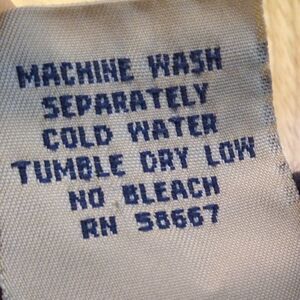 MACHINE WASH
SEPARATELY
COLD WATER
TUMBLE DRY LOW
NO BLEACH
RN 58667